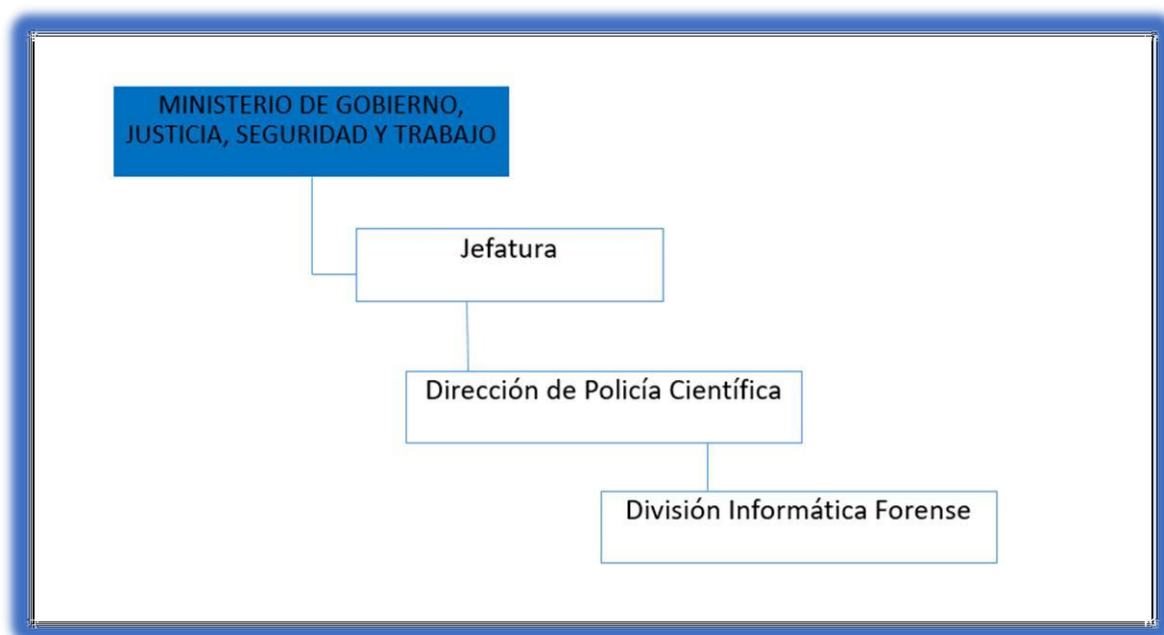 MINISTERIO DE GOBIERNO,
JUSTICIA, SEGURIDAD Y TRABAJO
Jefatura
Dirección de Policía Científica
División Informática Forense